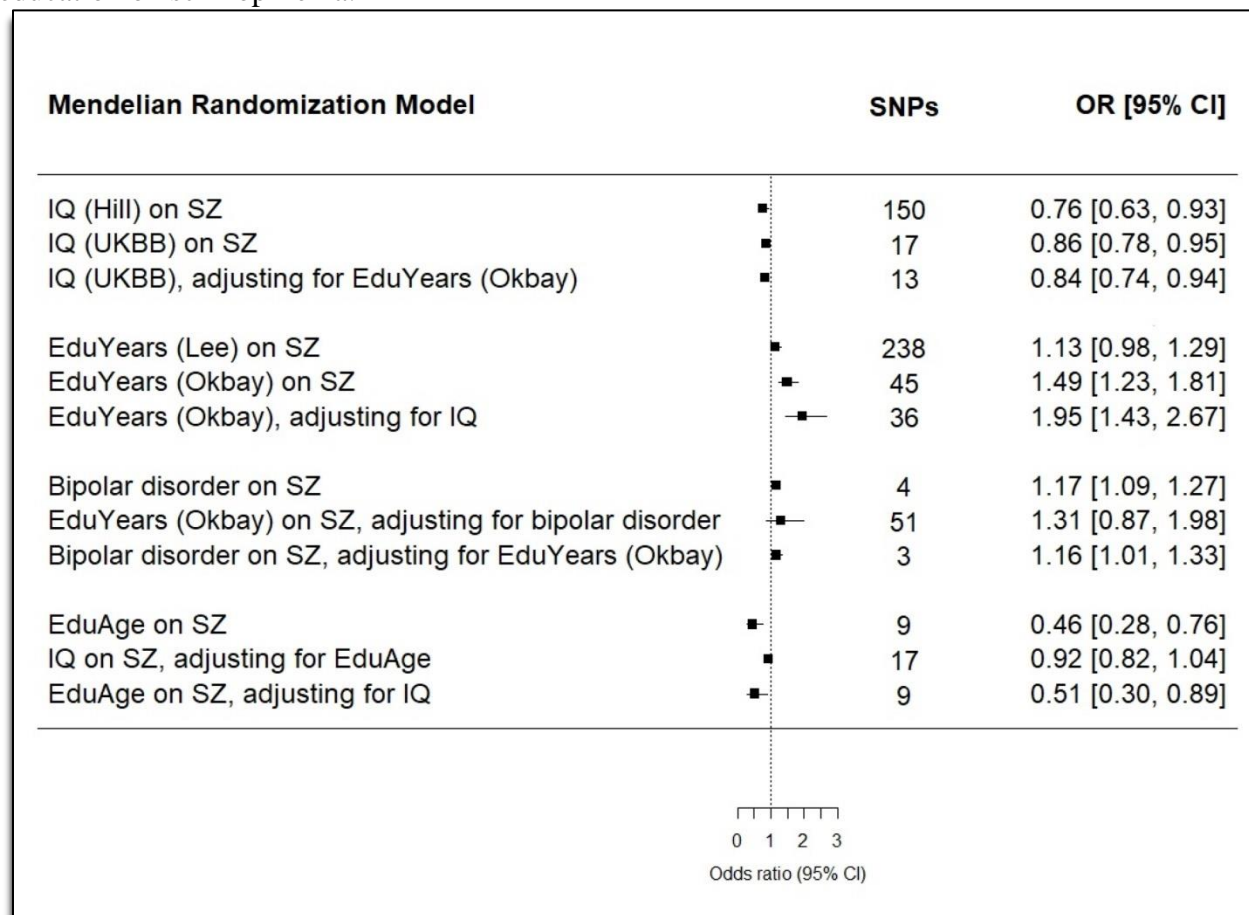 Mendelian Randomization Model SNPs OR [95% CI]
IQ (Hill) on SZ 150 0.76 [0.63, 0.93]
IQ (UKBB) on SZ 17 0.86 [0.78, 0.95]
IQ (UKBB), adjusting for EduYears (Okbay) 13 0.84 [0.74, 0.94]
EduYears (Lee) on SZ 238 1.13 [0.98, 1.29]
EduYears (Okbay) on SZ 45 1.49 [1.23, 1.81]
EduYears (Okbay), adjusting for IQ 36 1.95 [1.43, 2.67]
Bipolar disorder on SZ 4 1.17 [1.09, 1.27]
EduYears (Okbay) on SZ, adjusting for bipolar disorder 51 1.31 [0.87, 1.98]
Bipolar disorder on SZ, adjusting for EduYears (Okbay) 3 1.16 [1.01, 1.33]
EduAge on SZ 9 0.46 [0.28, 0.76]
IQ on SZ, adjusting for EduAge 17 0.92 [0.82, 1.04]
EduAge on SZ, adjusting for IQ 9 0.51 [0.30, 0.89]
0 1 2 3
Odds ratio (95% CI)